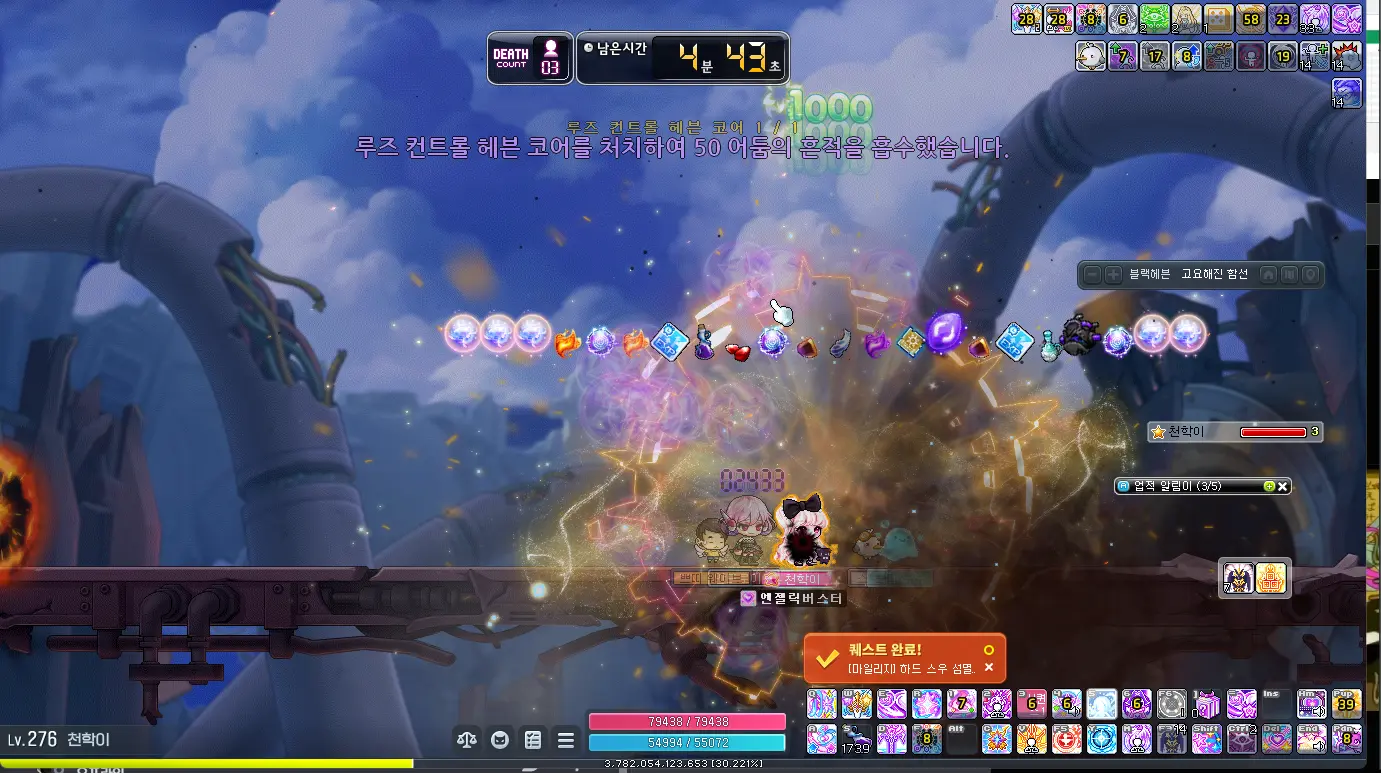 DEATH
COUNT 03
남은시간 4분 43초
1000
루즈 컨트롤 헤븐 코어 1 / 1
루즈 컨트롤 헤븐 코어를 처치하여 50 어둠의 흔적을 흡수했습니다.
블랙헤븐 고요해진 함선
천학이 3
업적 알림이 (3/5)
02433
천학이
엔젤릭버스터
퀘스트 완료!
[마일리지] 하드 스우 섬멸..
79438 / 79438
54994 / 55072
Lv.276 천학이
3,782,054,123,653 [30.221%]